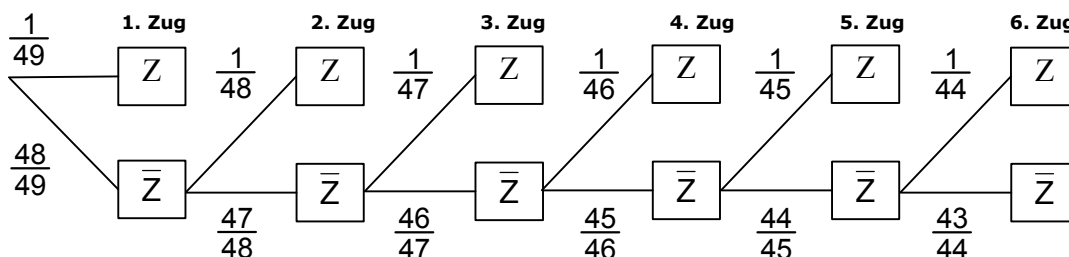 1. Zug 2. Zug 3. Zug 4. Zug 5. Zug 6. Zug
1/49 Z 1/48 Z 1/47 Z 1/46 Z 1/45 Z 1/44 Z
48/49 Z̅ 47/48 Z̅ 46/47 Z̅ 45/46 Z̅ 44/45 Z̅ 43/44 Z̅